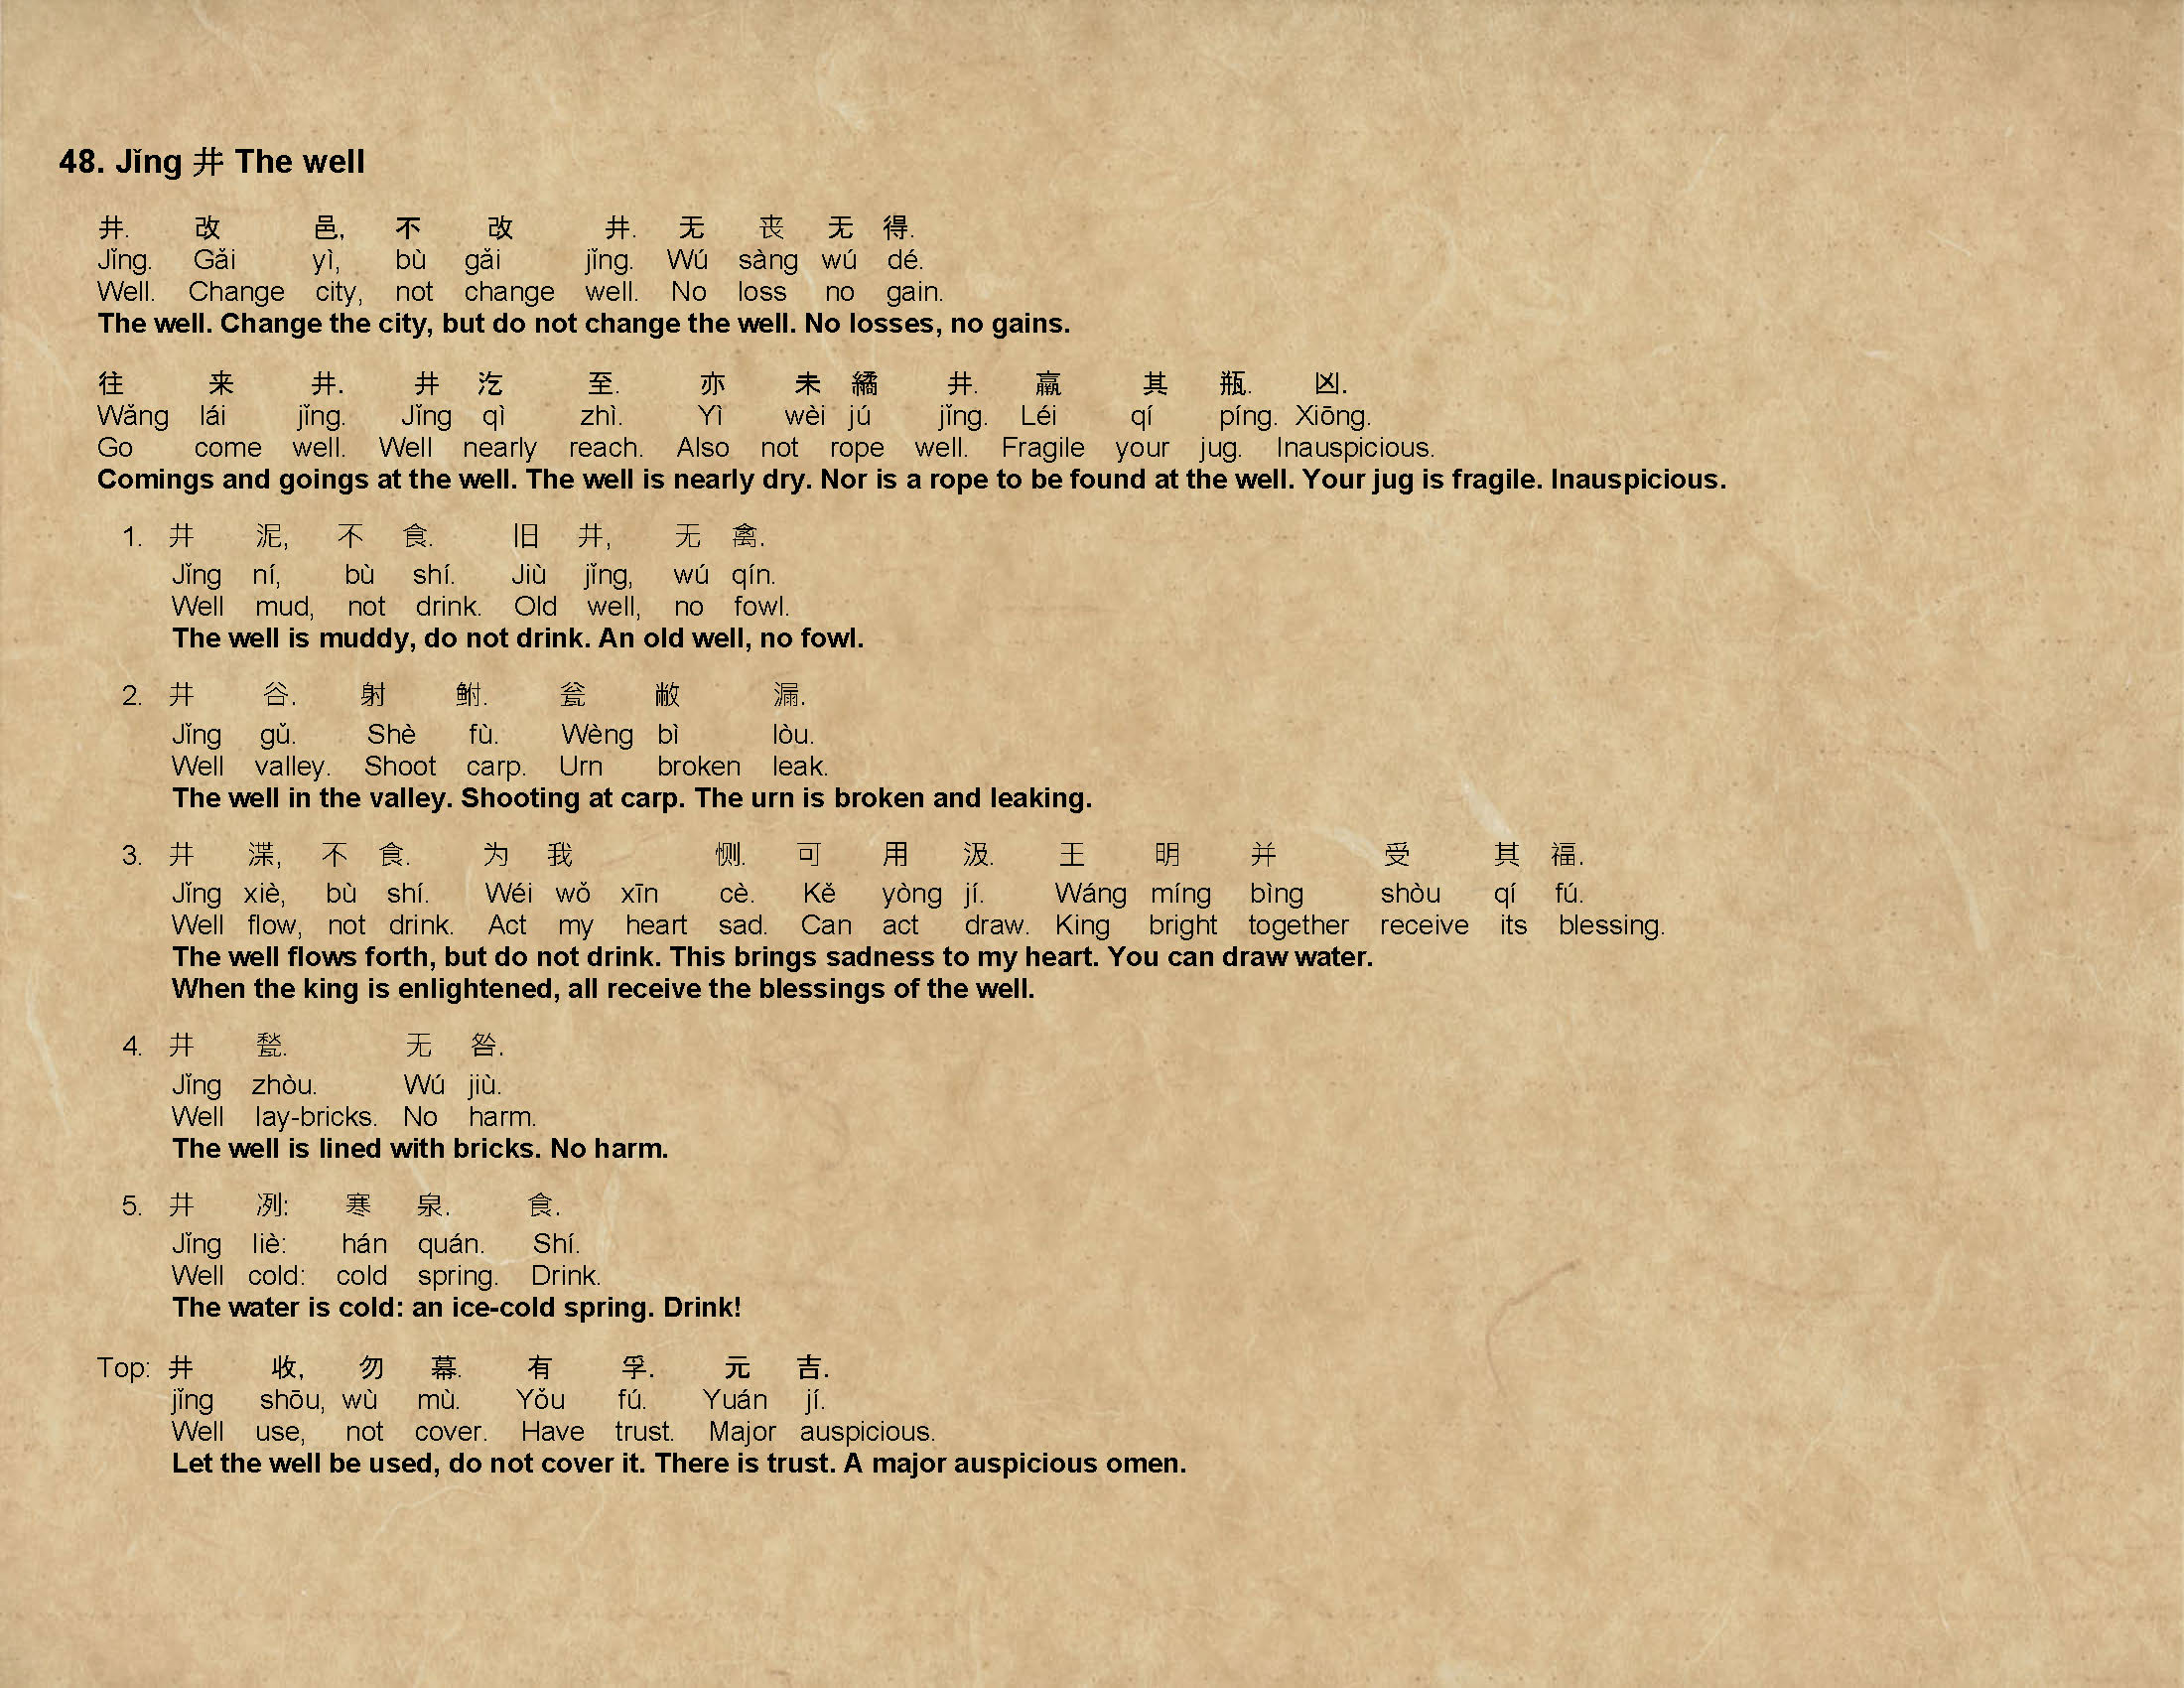 48. Jǐng 井 The well
井. 改 邑, 不 改 井. 无 丧 无 得.
Jǐng. Gǎi yì, bù gǎi jǐng. Wú sàng wú dé.
Well. Change city, not change well. No loss no gain.
The well. Change the city, but do not change the well. No losses, no gains.
往 来 井. 井 汔 至. 亦 未 繘 井. 羸 其 瓶. 凶.
Wǎng lái jǐng. Jǐng qì zhì. Yì wèi jú jǐng. Léi qí píng. Xiōng.
Go come well. Well nearly reach. Also not rope well. Fragile your jug. Inauspicious.
Comings and goings at the well. The well is nearly dry. Nor is a rope to be found at the well. Your jug is fragile. Inauspicious.
1. 井 泥, 不 食. 旧 井, 无 禽.
Jǐng ní, bù shí. Jiù jǐng, wú qín.
Well mud, not drink. Old well, no fowl.
The well is muddy, do not drink. An old well, no fowl.
2. 井 谷. 射 鲋. 瓮 敝 漏.
Jǐng gǔ. Shè fù. Wèng bì lòu.
Well valley. Shoot carp. Urn broken leak.
The well in the valley. Shooting at carp. The urn is broken and leaking.
3. 井 渫, 不 食. 为 我 恻. 可 用 汲. 王 明 并 受 其 福.
Jǐng xiè, bù shí. Wéi wǒ xīn cè. Kě yòng jí. Wáng míng bìng shòu qí fú.
Well flow, not drink. Act my heart sad. Can act draw. King bright together receive its blessing.
The well flows forth, but do not drink. This brings sadness to my heart. You can draw water.
When the king is enlightened, all receive the blessings of the well.
4. 井 甃. 无 咎.
Jǐng zhòu. Wú jiù.
Well lay-bricks. No harm.
The well is lined with bricks. No harm.
5. 井 冽: 寒 泉. 食.
Jǐng liè: hán quán. Shí.
Well cold: cold spring. Drink.
The water is cold: an ice-cold spring. Drink!
Top: 井 收, 勿 幕. 有 孚. 元 吉.
jǐng shōu, wù mù. Yǒu fú. Yuán jí.
Well use, not cover. Have trust. Major auspicious.
Let the well be used, do not cover it. There is trust. A major auspicious omen.